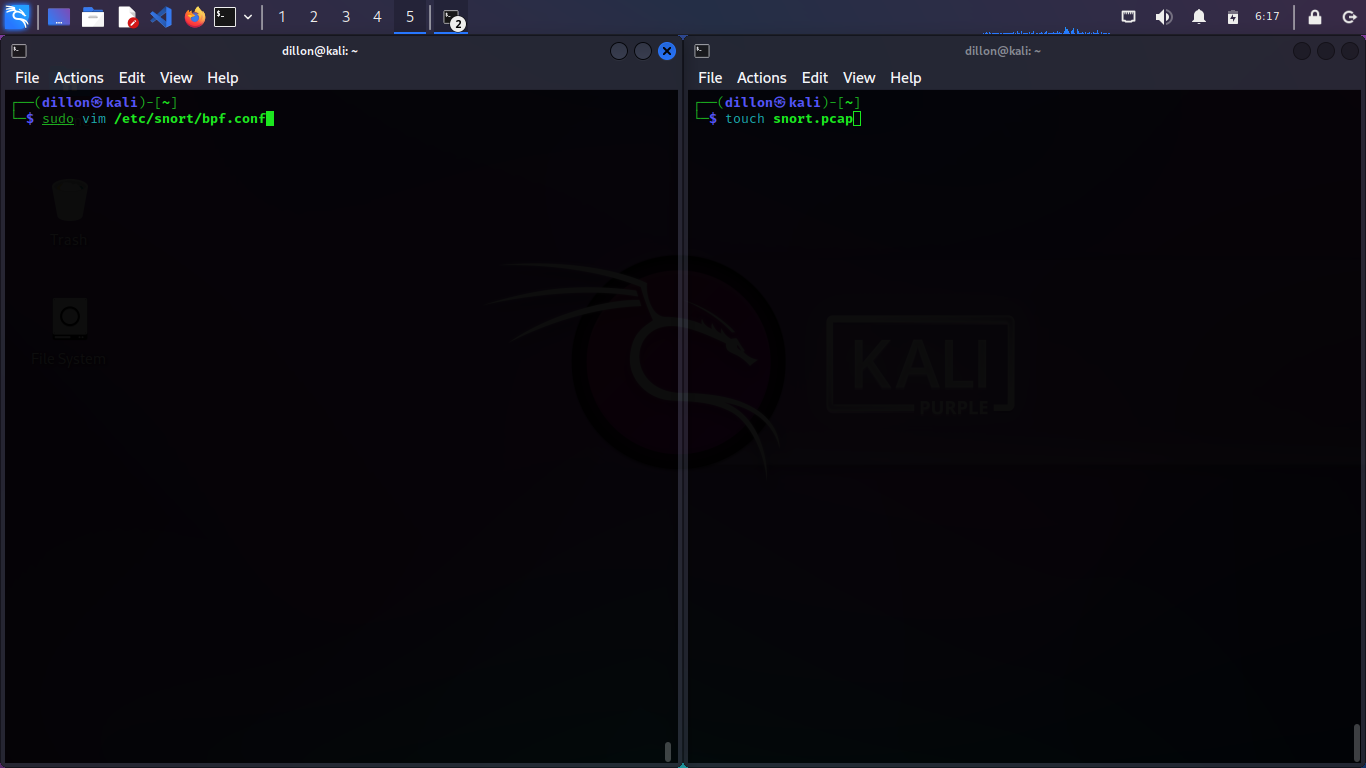 1 2 3 4 5 2 6:17
dillon@kali: ~
File Actions Edit View Help
┌──(dillon㉿kali)-[~]
└─$ sudo vim /etc/snort/bpf.conf
Trash
File System
dillon@kali: ~
File Actions Edit View Help
┌──(dillon㉿kali)-[~]
└─$ touch snort.pcap
KALI
PURPLE